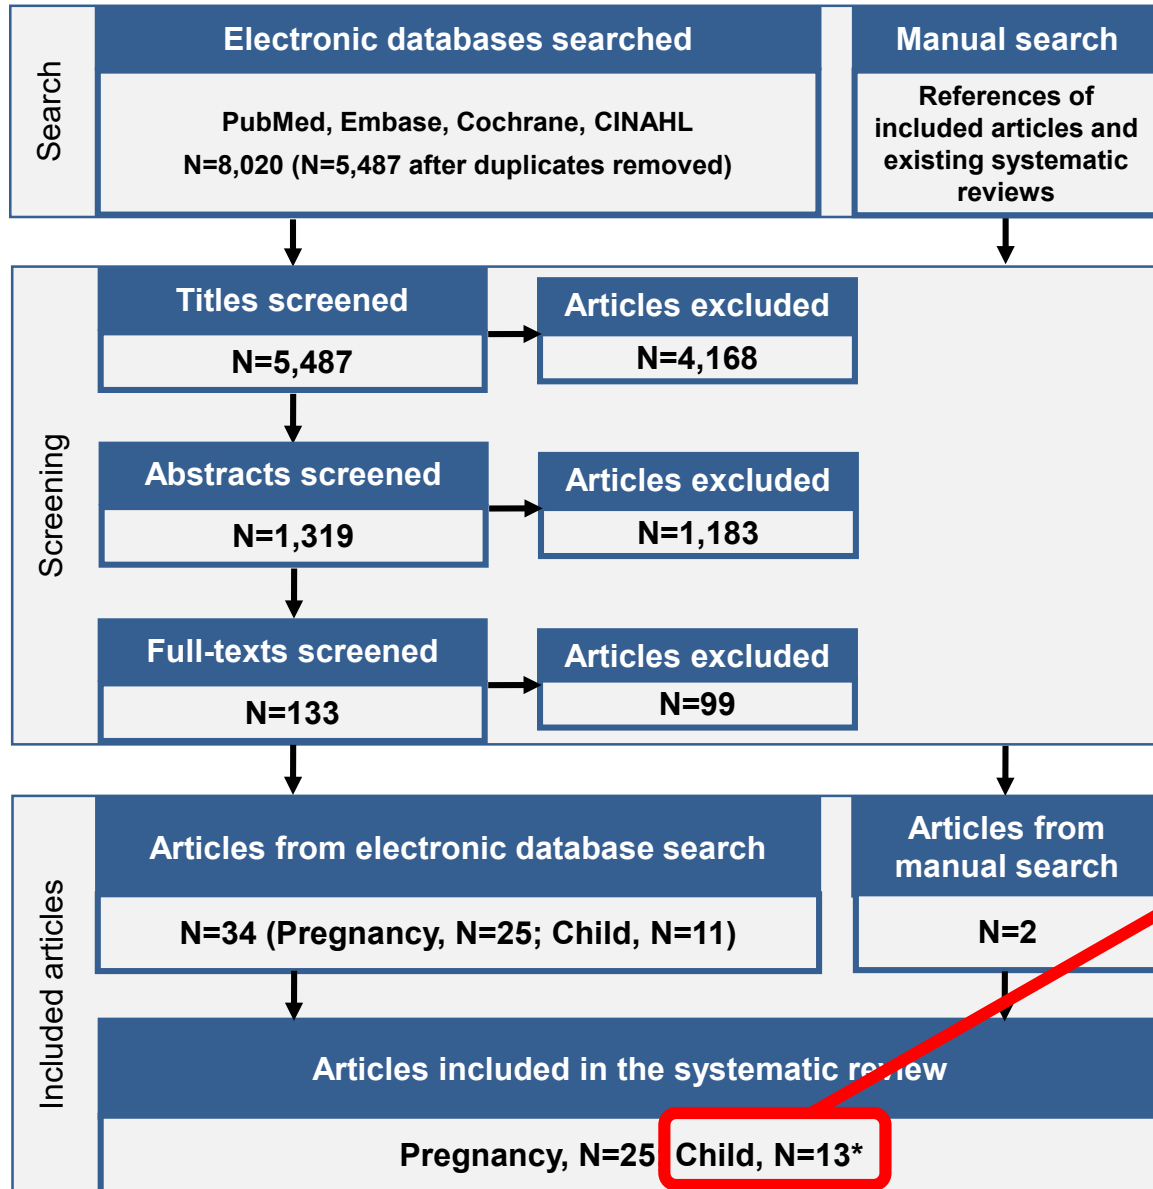 Search
Electronic databases searched
PubMed, Embase, Cochrane, CINAHL
N=8,020 (N=5,487 after duplicates removed)
Manual search
References of
included articles and
existing systematic
reviews
Screening
Titles screened
N=5,487
Articles excluded
N=4,168
Abstracts screened
N=1,319
Articles excluded
N=1,183
Full-texts screened
N=133
Articles excluded
N=99
Included articles
Articles from electronic database search
N=34 (Pregnancy, N=25; Child, N=11)
Articles from
manual search
N=2
Articles included in the systematic review
Pregnancy, N=25 Child, N=13*